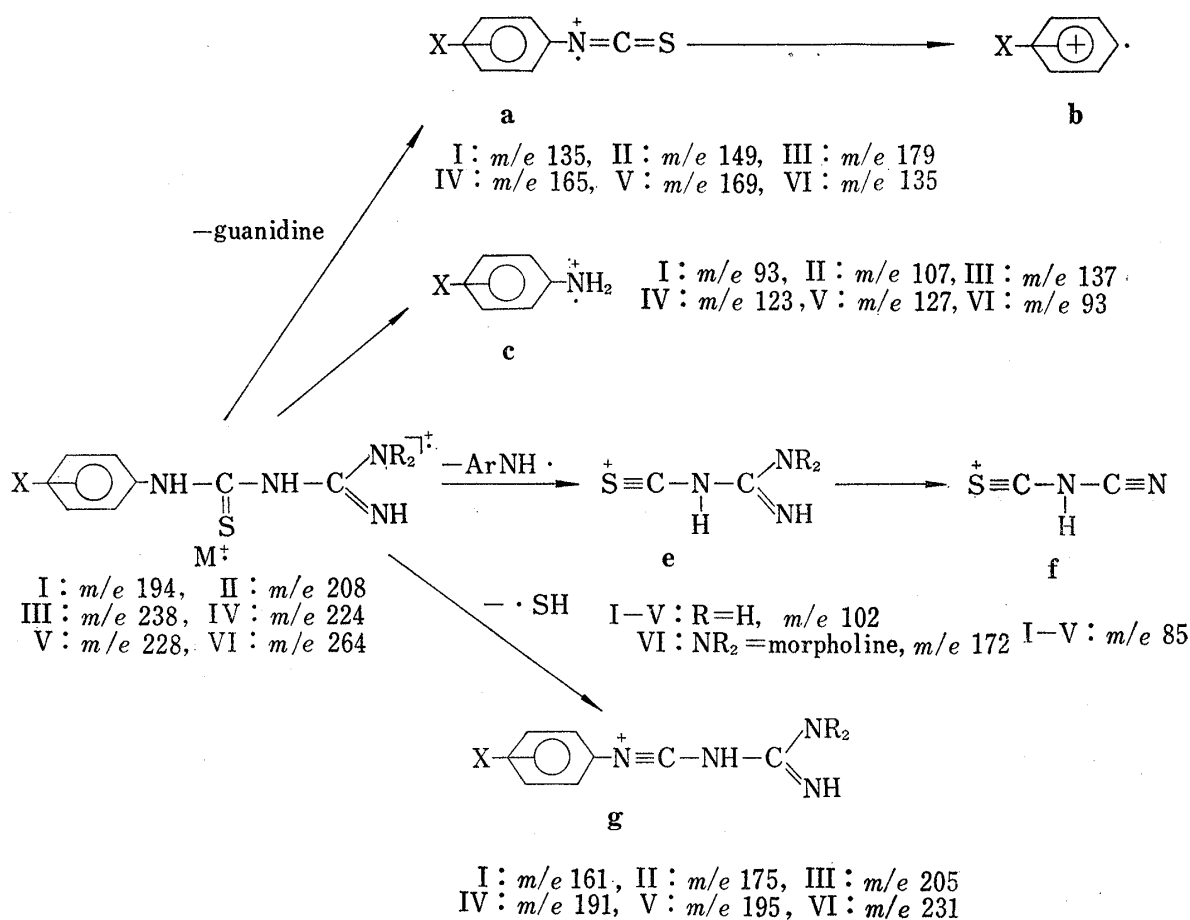 X—N⁺=C=S X—·
a b
I : m/e 135, II : m/e 149, III : m/e 179
IV : m/e 165, V : m/e 169, VI : m/e 135
—guanidine
X—NH₂
c
I : m/e 93, II : m/e 107, III : m/e 137
IV : m/e 123, V : m/e 127, VI : m/e 93
X—NH—C—NH—C NR₂ NH S
—ArNH·
S⁺≡C—N—C NR₂ NH H
S⁺≡C—N—C≡N H
M⁺·
e
f
I : m/e 194, II : m/e 208
III : m/e 238, IV : m/e 224
V : m/e 228, VI : m/e 264
— ·SH
I—V : R=H, m/e 102
VI : NR₂=morpholine, m/e 172
I—V : m/e 85
X—N⁺≡C—NH—C NR₂ NH
g
I : m/e 161, II : m/e 175, III : m/e 205
IV : m/e 191, V : m/e 195, VI : m/e 231